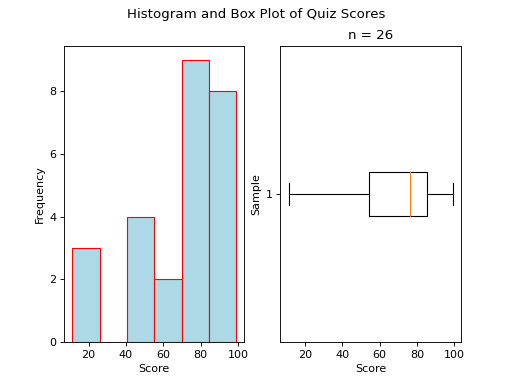 Histogram and Box Plot of Quiz Scores
n = 26
8
6
4
2
0
Frequency
20 40 60 80 100
Score
1
Sample
20 40 60 80 100
Score